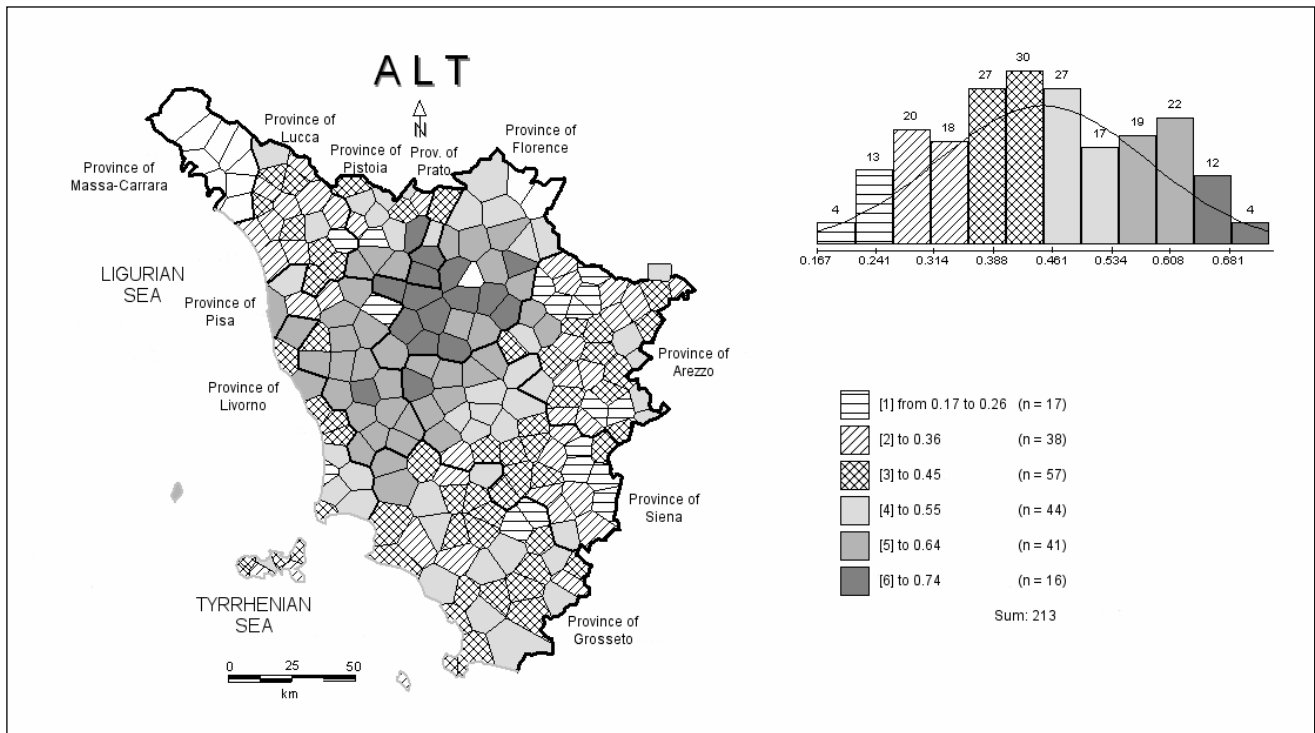 A L T
N
Province of
Lucca
Province of
Pistoia
Prov. of
Prato
Province of
Florence
Province of
Massa-Carrara
LIGURIAN
SEA
Province of
Pisa
Province of
Livorno
Province of
Arezzo
Province of
Siena
Province of
Grosseto
TYRRHENIAN
SEA
0 25 50
km
4 13 20 18 27 30 27 17 19 22 12 4
0.167 0.241 0.314 0.388 0.461 0.534 0.608 0.681
[1] from 0.17 to 0.26 (n = 17)
[2] to 0.36 (n = 38)
[3] to 0.45 (n = 57)
[4] to 0.55 (n = 44)
[5] to 0.64 (n = 41)
[6] to 0.74 (n = 16)
Sum: 213